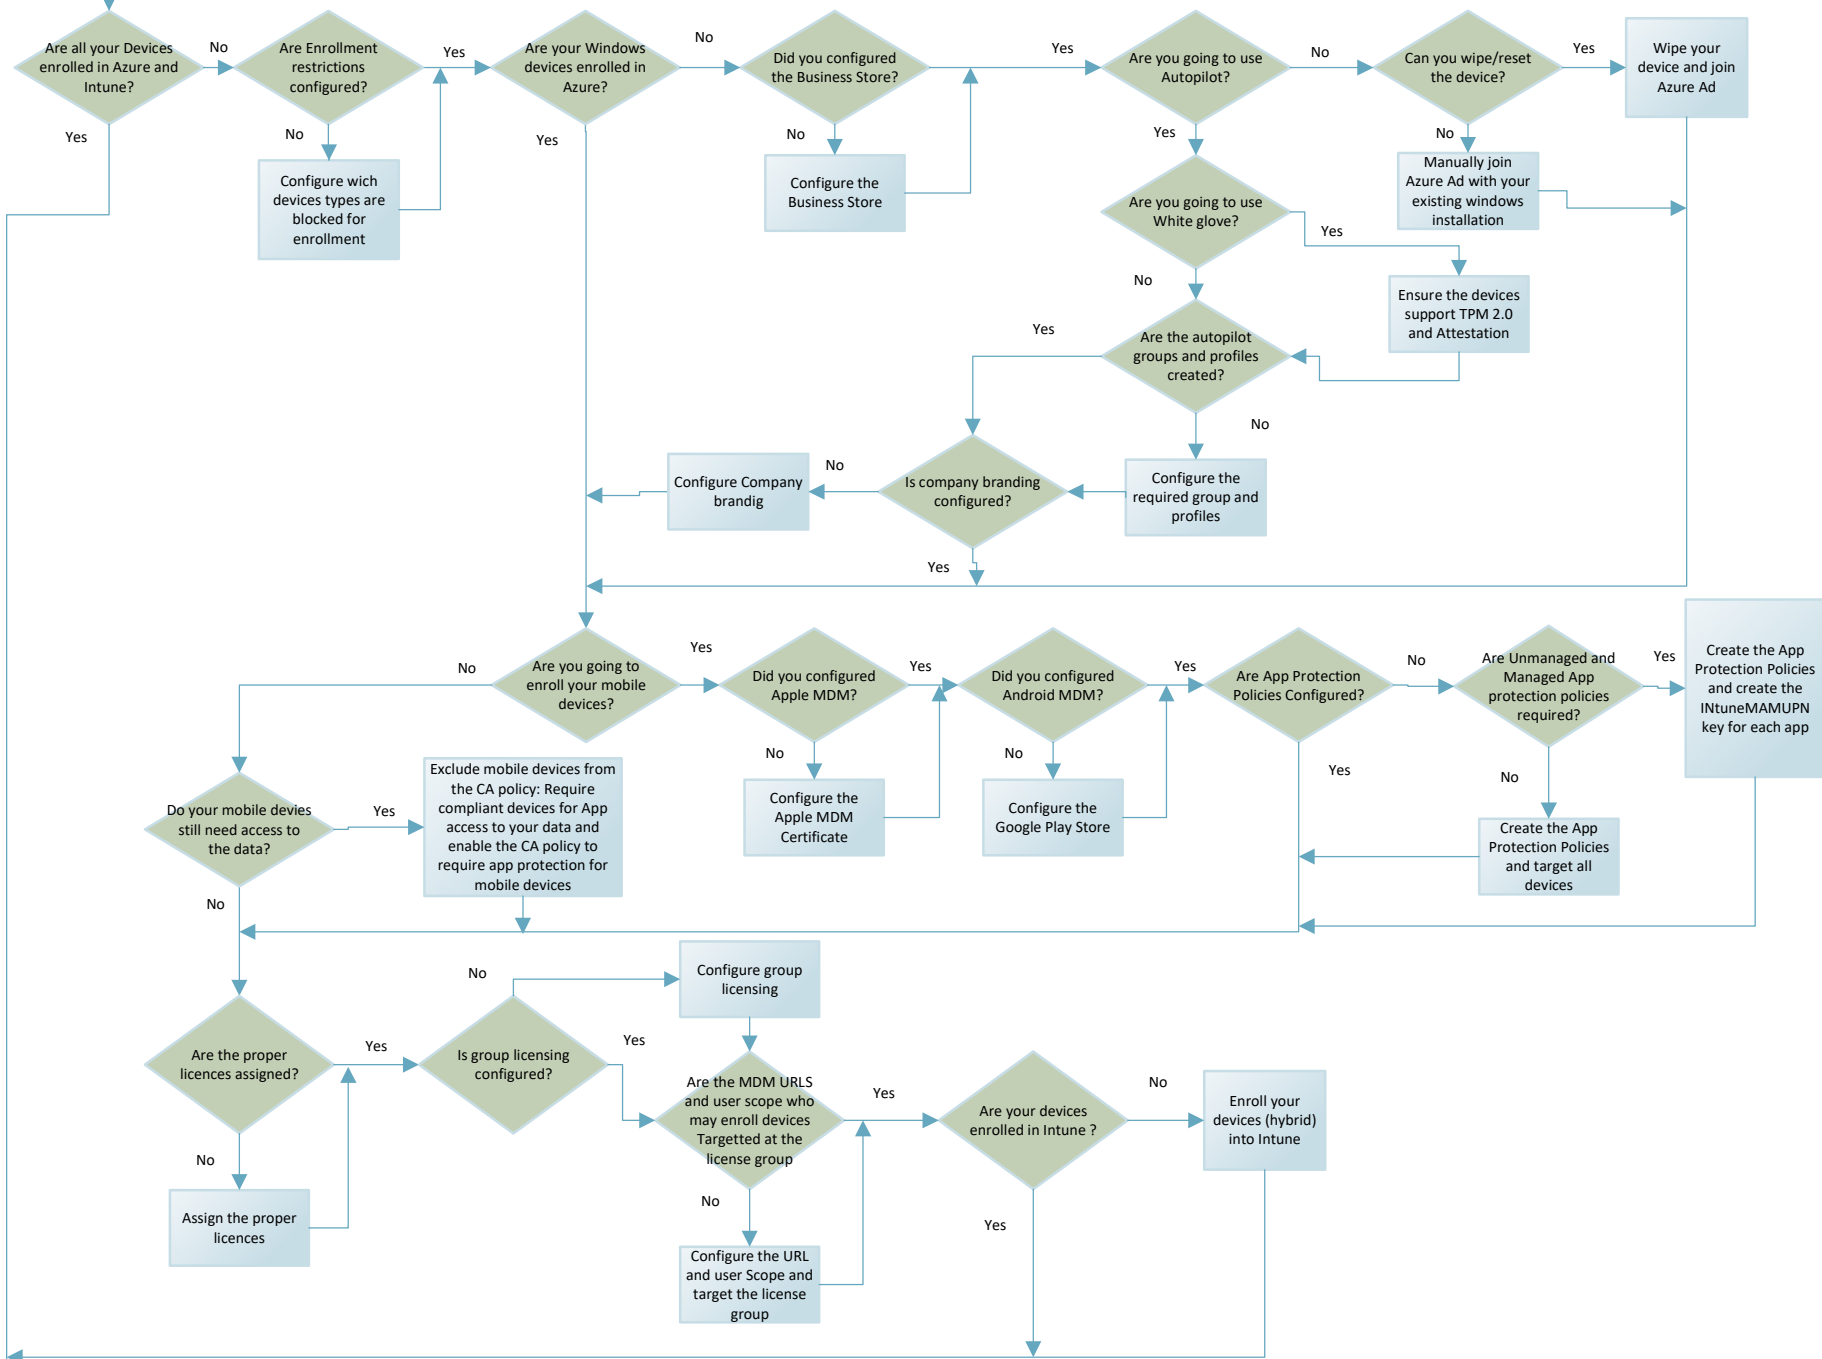 Are all your Devices
enrolled in Azure and
Intune?
No
Yes
Are Enrollment
restrictions
configured?
Yes
No
Configure wich
devices types are
blocked for
enrollment
Are your Windows
devices enrolled in
Azure?
No
Yes
Did you configured
the Business Store?
Yes
No
Configure the
Business Store
Are you going to use
Autopilot?
No
Yes
Can you wipe/reset
the device?
Yes
No
Wipe your
device and join
Azure Ad
Manually join
Azure Ad with your
existing windows
installation
Are you going to use
White glove?
Yes
No
Ensure the devices
support TPM 2.0
and Attestation
Are the autopilot
groups and profiles
created?
Yes
No
Configure the
required group and
profiles
Is company branding
configured?
No
Yes
Configure Company
brandig
Are you going to
enroll your mobile
devices?
No
Yes
Did you configured
Apple MDM?
Yes
No
Configure the
Apple MDM
Certificate
Did you configured
Android MDM?
Yes
No
Configure the
Google Play Store
Are App Protection
Policies Configured?
No
Yes
Are Unmanaged and
Managed App
protection policies
required?
Yes
No
Create the App
Protection Policies
and create the
INtuneMAMUPN
key for each app
Create the App
Protection Policies
and target all
devices
Do your mobile devies
still need access to
the data?
Yes
No
Exclude mobile devices from
the CA policy: Require
compliant devices for App
access to your data and
enable the CA policy to
require app protection for
mobile devices
Are the proper
licences assigned?
Yes
No
Assign the proper
licences
Is group licensing
configured?
No
Yes
Configure group
licensing
Are the MDM URLS
and user scope who
may enroll devices
Targetted at the
license group
Yes
No
Configure the URL
and user Scope and
target the license
group
Are your devices
enrolled in Intune ?
No
Yes
Enroll your
devices (hybrid)
into Intune